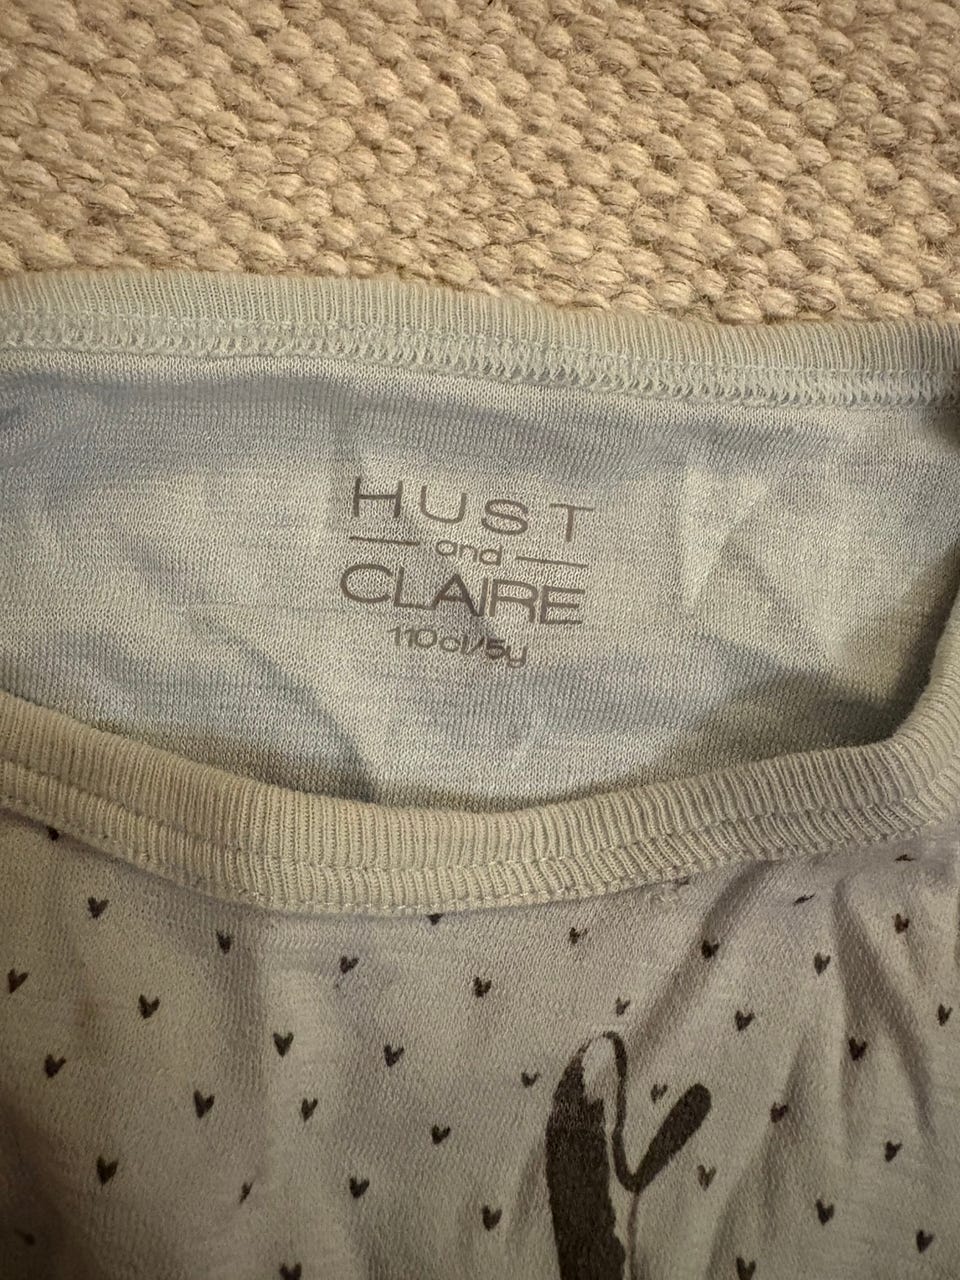 HUST
and
CLAIRE
110cl/5y